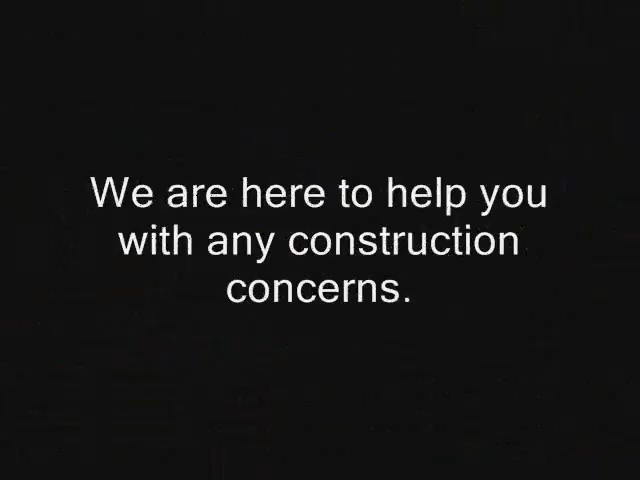 We are here to help you
with any construction
concerns.